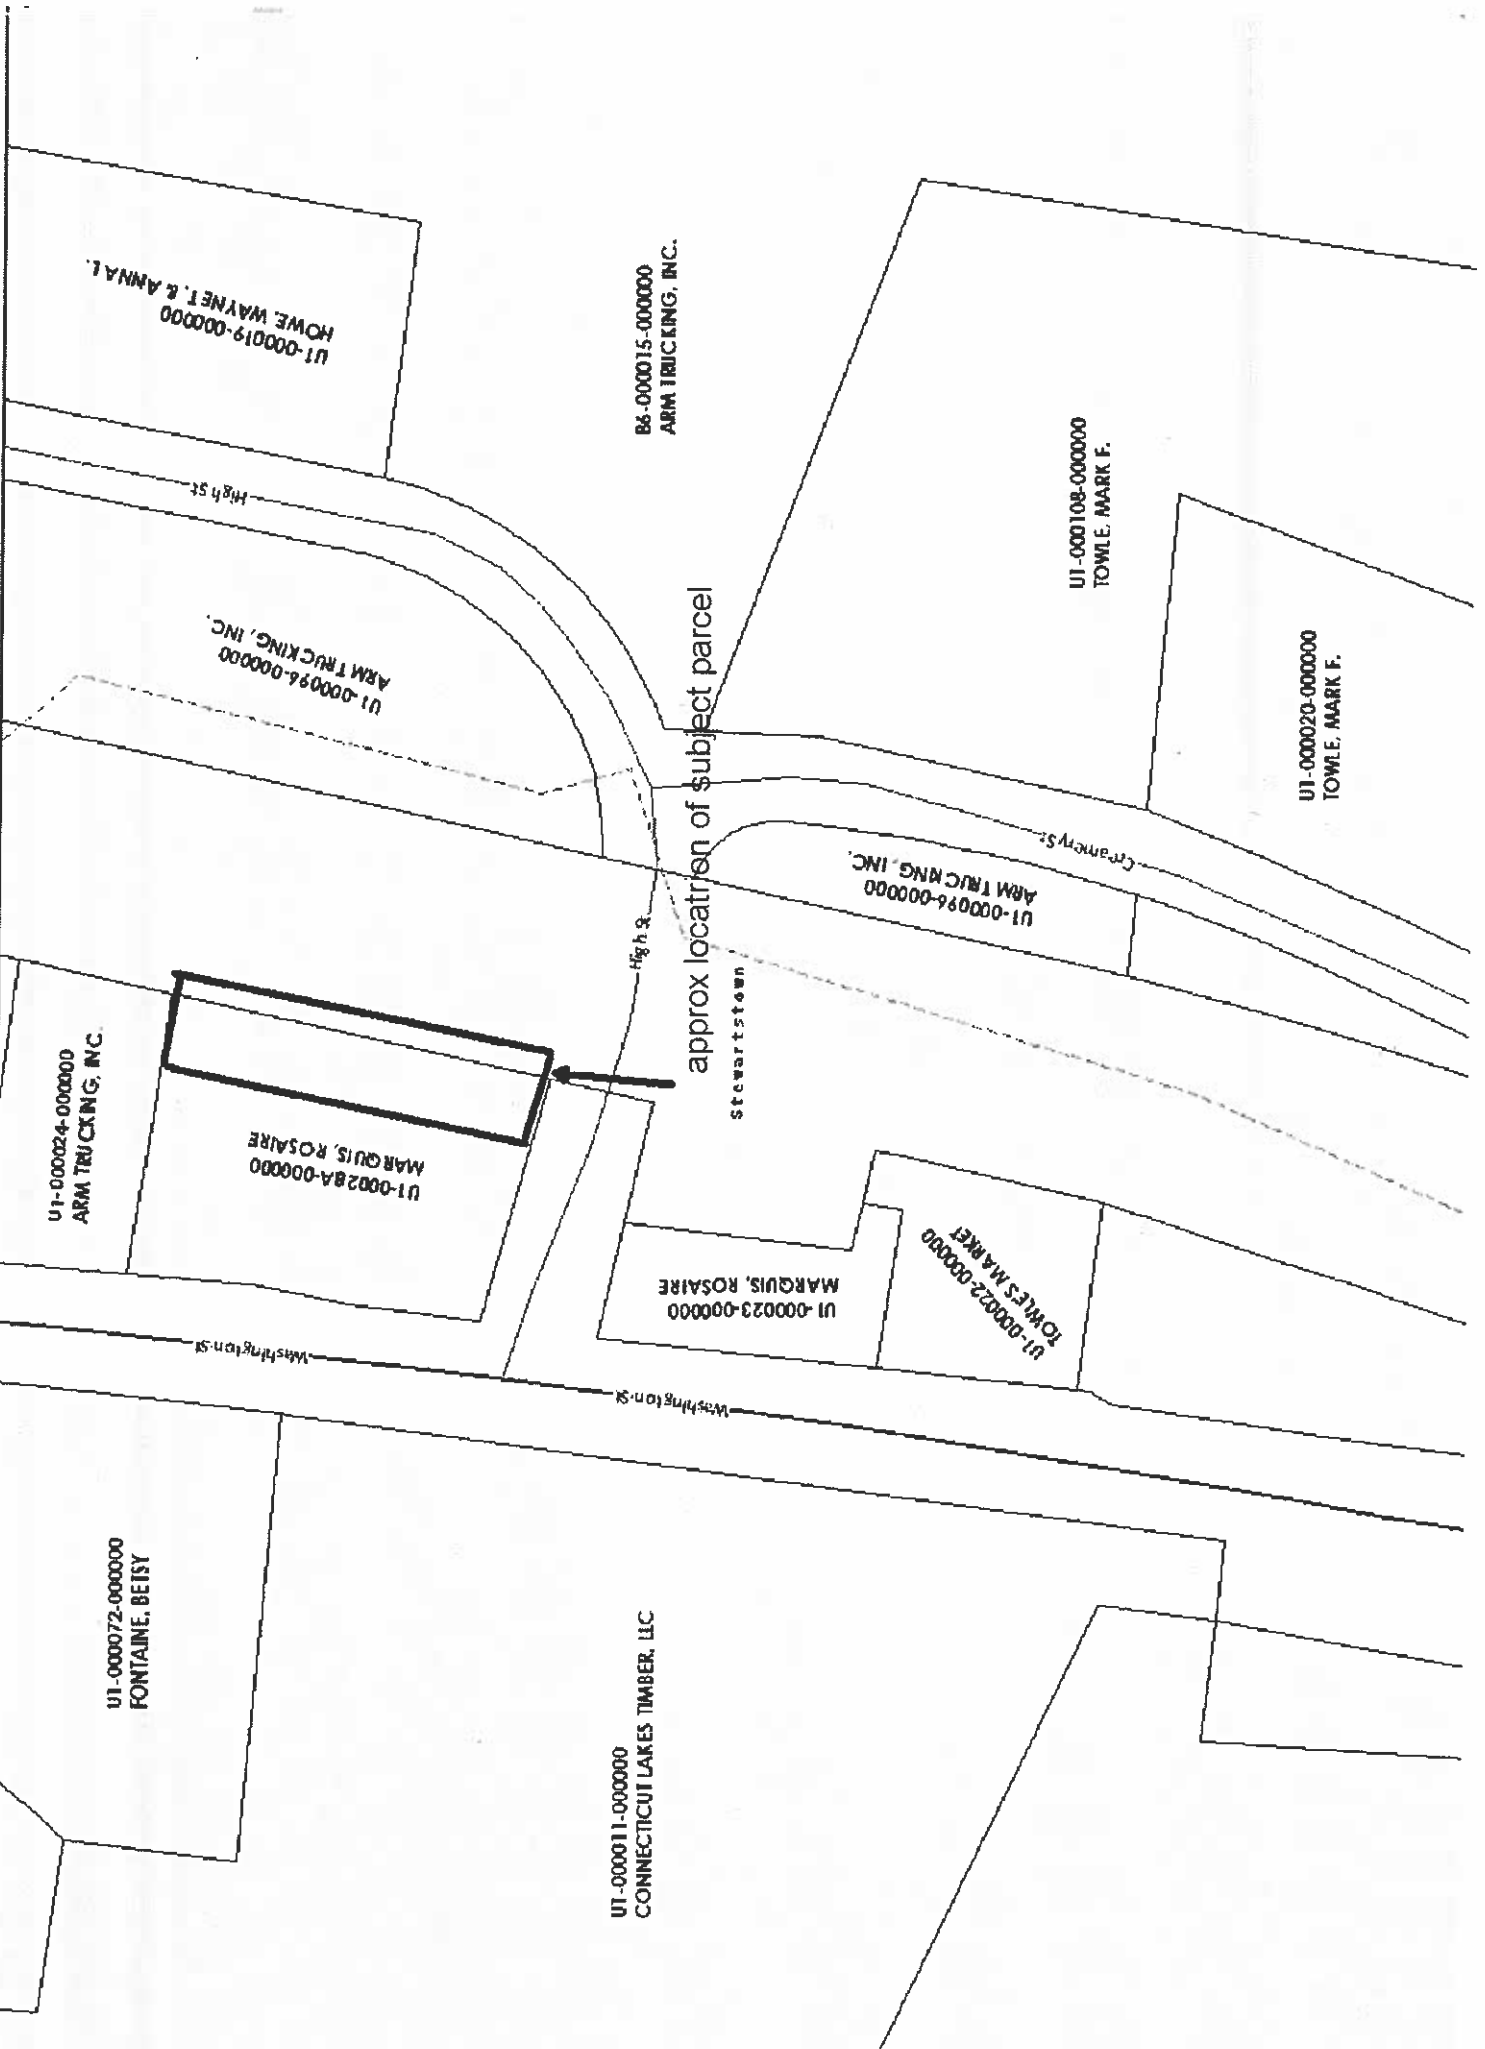 U1-000019-000000
HOWE, WAYNE T. & ANNA L.
B6-000015-000000
ARM TRUCKING, INC.
High St
U1-000096-000000
ARM TRUCKING, INC.
U1-000108-000000
TOWLE, MARK F.
U1-000020-000000
TOWLE, MARK F.
approx locatrion of subject parcel
Creamery St
U1-000096-000000
ARM TRUCKING, INC.
High St
Stewartstown
U1-000024-000000
ARM TRUCKING, INC.
U1-00028A-000000
MARQUIS, ROSAIRE
U1-000023-000000
MARQUIS, ROSAIRE
U1-000022-000000
TOWLES MARKET
Washington St
Washington St
U1-000072-000000
FONTAINE, BETSY
U1-000011-000000
CONNECTICUT LAKES TIMBER, LLC